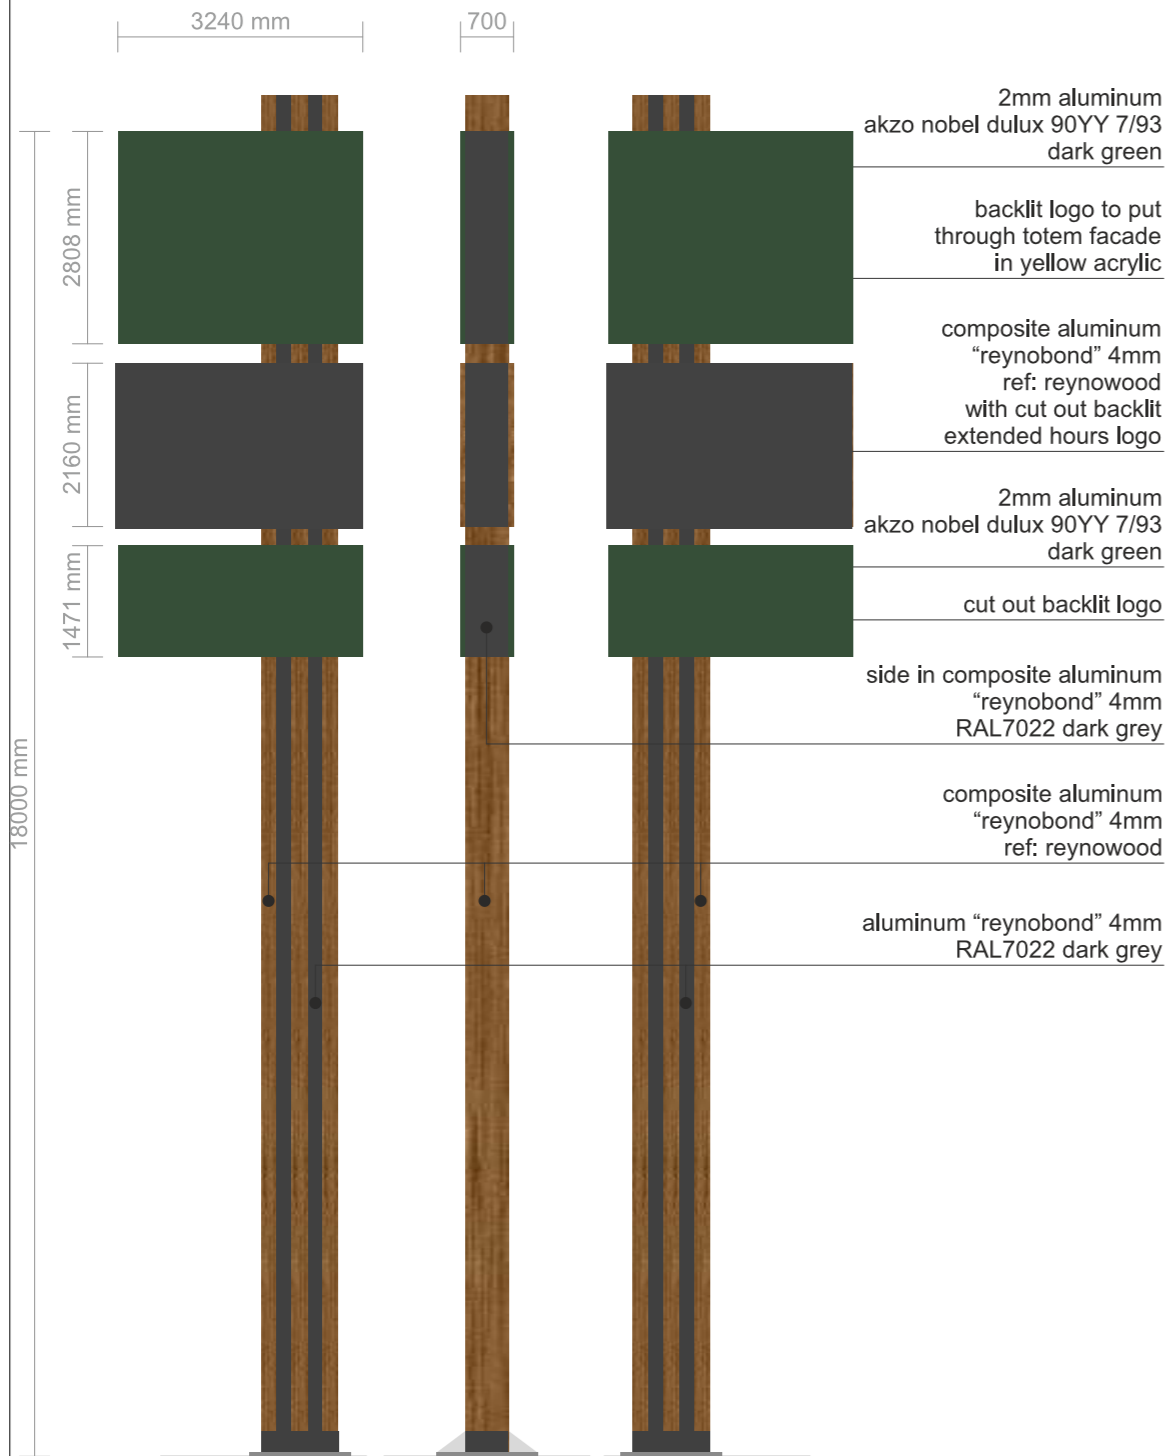 3240 mm
700
2mm aluminum
akzo nobel dulux 90YY 7/93
dark green
backlit logo to put
through totem facade
in yellow acrylic
2808 mm
composite aluminum
“reynobond” 4mm
ref: reynowood
with cut out backlit
extended hours logo
2160 mm
2mm aluminum
akzo nobel dulux 90YY 7/93
dark green
1471 mm
cut out backlit logo
side in composite aluminum
“reynobond” 4mm
RAL7022 dark grey
18000 mm
composite aluminum
“reynobond” 4mm
ref: reynowood
aluminum “reynobond” 4mm
RAL7022 dark grey